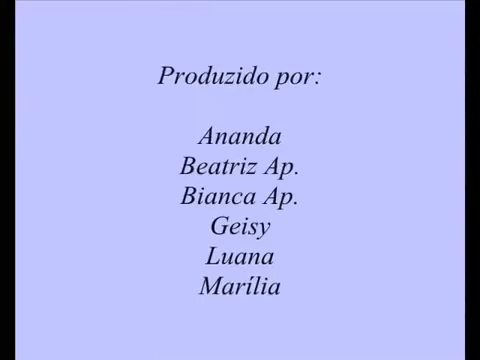 Produzido por:
Ananda
Beatriz Ap.
Bianca Ap.
Geisy
Luana
Marília